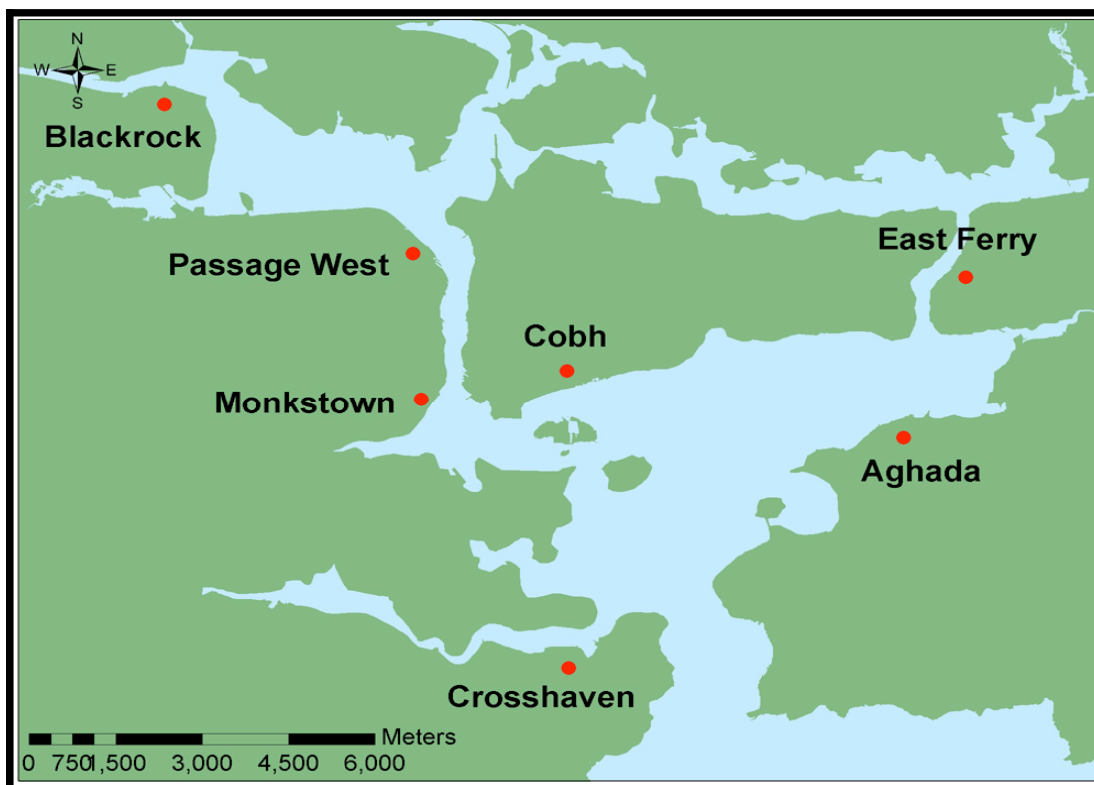 N
W E
S
Blackrock
East Ferry
Passage West
Cobh
Monkstown
Aghada
Crosshaven
Meters
0 750 1,500 3,000 4,500 6,000